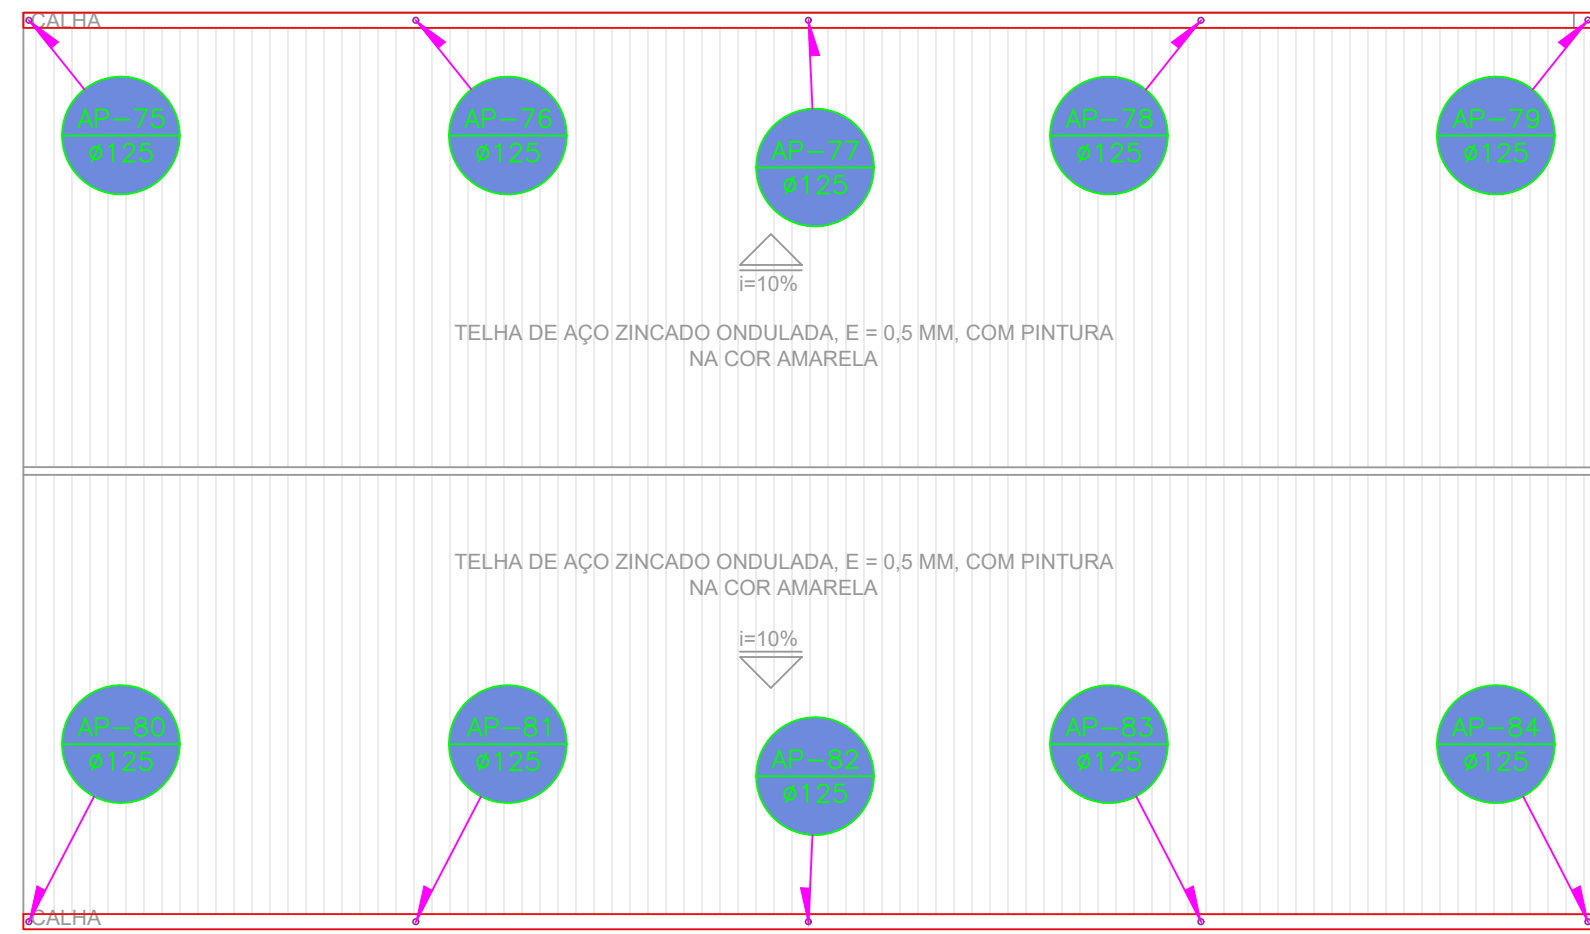 CALHA
AP-75
ø125
AP-76
ø125
AP-77
ø125
AP-78
ø125
AP-79
ø125
i=10%
TELHA DE AÇO ZINCADO ONDULADA, E = 0,5 MM, COM PINTURA
NA COR AMARELA
TELHA DE AÇO ZINCADO ONDULADA, E = 0,5 MM, COM PINTURA
NA COR AMARELA
i=10%
AP-80
ø125
AP-81
ø125
AP-82
ø125
AP-83
ø125
AP-84
ø125
CALHA